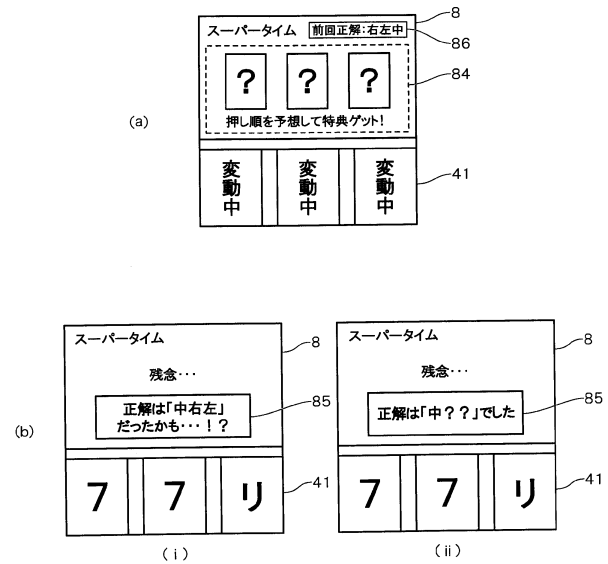 スーパータイム
前回正解:右左中
8
86
84
? ? ?
押し順を予想して特典ゲット!
(a)
変動中 変動中 変動中
41
スーパータイム
8
残念・・・
正解は「中右左」
だったかも・・・!?
85
(b)
7 7 リ
41
(i)
スーパータイム
8
残念・・・
正解は「中??」でした
85
7 7 リ
41
(ii)